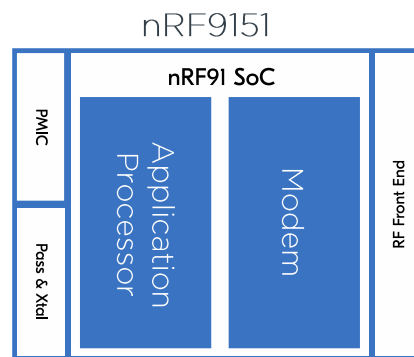 nRF9151
nRF91 SoC
PMIC
Pass & Xtal
Application
Processor
Modem
RF Front End